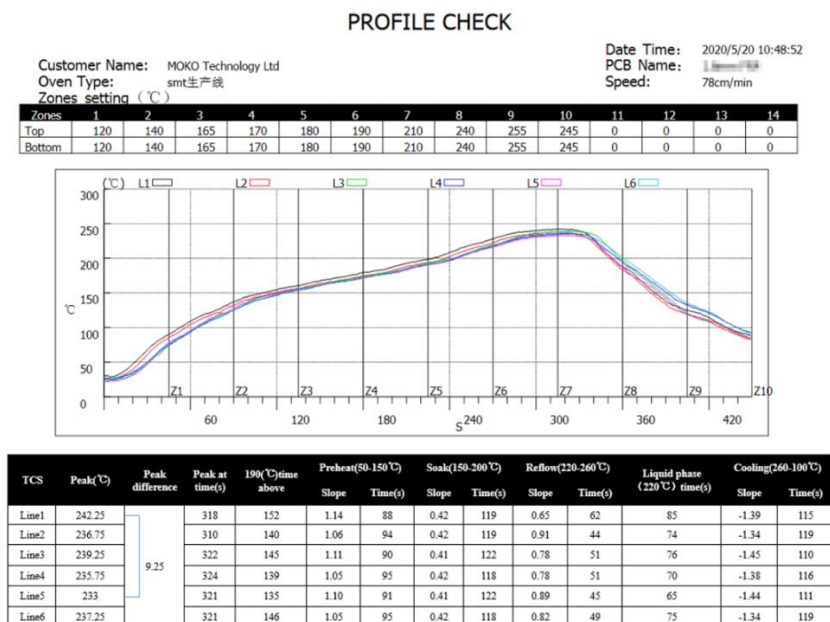 PROFILE CHECK
Date Time: 2020/5/20 10:48:52
Customer Name: MOKO Technology Ltd
PCB Name:
Oven Type: smt生产线
Speed: 78cm/min
Zones setting (℃)
Zones 1 2 3 4 5 6 7 8 9 10 11 12 13 14
Top 120 140 165 170 180 190 210 240 255 245 0 0 0 0
Bottom 120 140 165 170 180 190 210 240 255 245 0 0 0 0
(℃) L1 L2 L3 L4 L5 L6
300
250
200
150
℃
100
50
0
Z1 Z2 Z3 Z4 Z5 Z6 Z7 Z8 Z9 Z10
60 120 180 240 300 360 420
S
TCS Peak(℃) Peak difference Peak at time(s) 190(℃)time above Preheat(50-150℃) Soak(150-200℃) Reflow(220-260℃) Liquid phase (220℃) time(s) Cooling(260-100℃)
Slope Time(s) Slope Time(s) Slope Time(s) Slope Time(s)
Line1 242.25 318 152 1.14 88 0.42 119 0.65 62 85 -1.39 115
Line2 236.75 310 140 1.06 94 0.42 119 0.91 44 74 -1.34 119
Line3 239.25 322 145 1.11 90 0.41 122 0.78 51 76 -1.45 110
9.25
Line4 235.75 324 139 1.05 95 0.42 118 0.78 51 70 -1.38 116
Line5 233 321 135 1.10 91 0.41 122 0.89 45 65 -1.44 111
Line6 237.25 321 146 1.05 95 0.42 118 0.82 49 75 -1.34 119